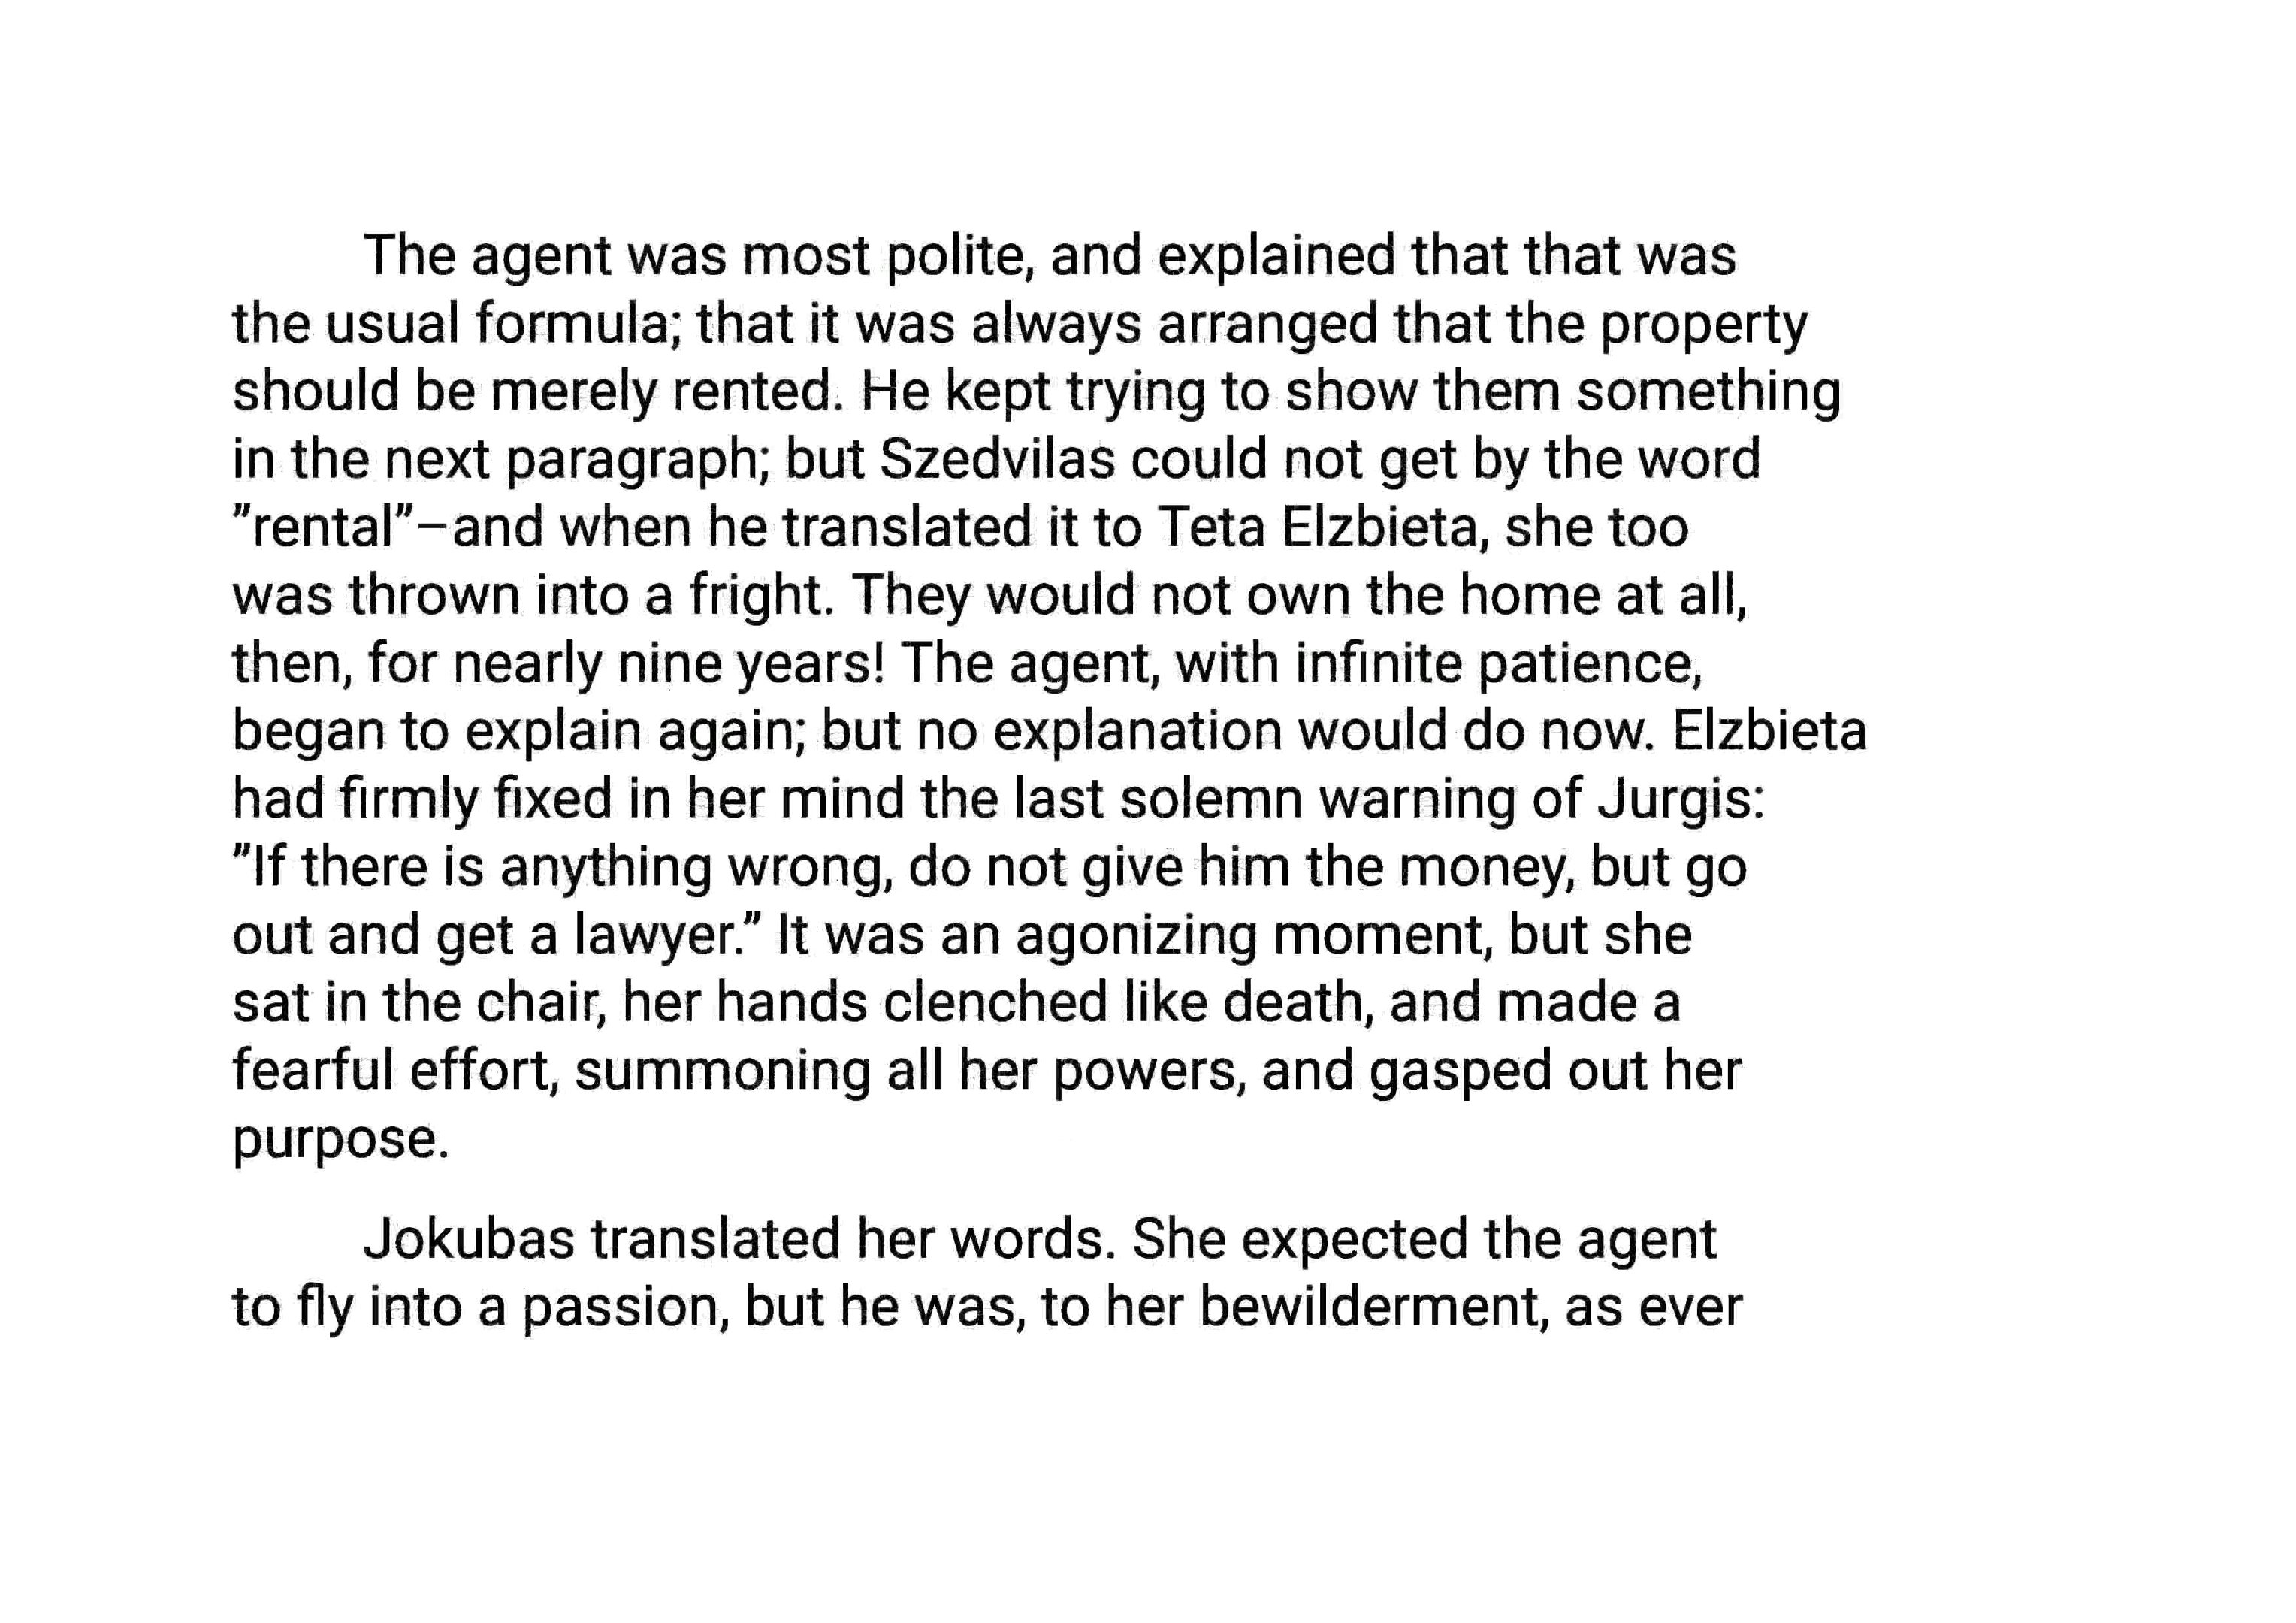 The agent was most polite, and explained that that was
the usual formula; that it was always arranged that the property
should be merely rented. He kept trying to show them something
in the next paragraph; but Szedvilas could not get by the word
”rental”–and when he translated it to Teta Elzbieta, she too
was thrown into a fright. They would not own the home at all,
then, for nearly nine years! The agent, with infinite patience,
began to explain again; but no explanation would do now. Elzbieta
had firmly fixed in her mind the last solemn warning of Jurgis:
”If there is anything wrong, do not give him the money, but go
out and get a lawyer.” It was an agonizing moment, but she
sat in the chair, her hands clenched like death, and made a
fearful effort, summoning all her powers, and gasped out her
purpose.
Jokubas translated her words. She expected the agent
to fly into a passion, but he was, to her bewilderment, as ever